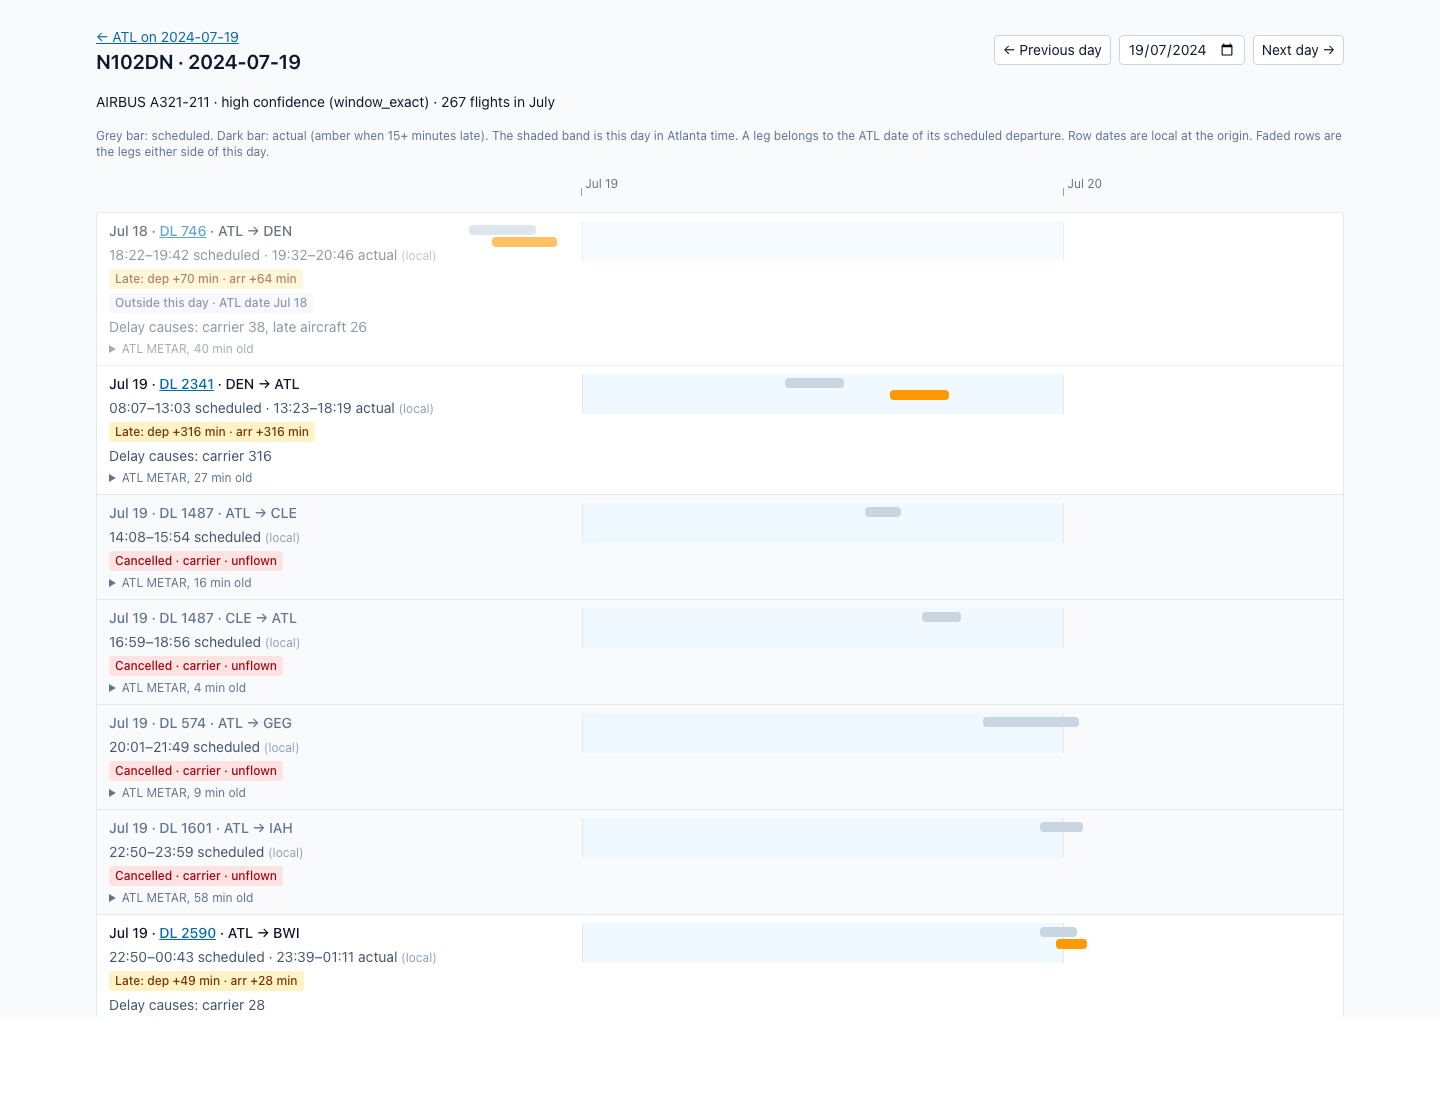 ← ATL on 2024-07-19
N102DN · 2024-07-19
← Previous day
19/07/2024
Next day →
AIRBUS A321-211 · high confidence (window_exact) · 267 flights in July
Grey bar: scheduled. Dark bar: actual (amber when 15+ minutes late). The shaded band is this day in Atlanta time. A leg belongs to the ATL date of its scheduled departure. Row dates are local at the origin. Faded rows are
the legs either side of this day.
Jul 19
Jul 20
Jul 18 · DL 746 · ATL → DEN
18:22–19:42 scheduled · 19:32–20:46 actual (local)
Late: dep +70 min · arr +64 min
Outside this day · ATL date Jul 18
Delay causes: carrier 38, late aircraft 26
▶ ATL METAR, 40 min old
Jul 19 · DL 2341 · DEN → ATL
08:07–13:03 scheduled · 13:23–18:19 actual (local)
Late: dep +316 min · arr +316 min
Delay causes: carrier 316
▶ ATL METAR, 27 min old
Jul 19 · DL 1487 · ATL → CLE
14:08–15:54 scheduled (local)
Cancelled · carrier · unflown
▶ ATL METAR, 16 min old
Jul 19 · DL 1487 · CLE → ATL
16:59–18:56 scheduled (local)
Cancelled · carrier · unflown
▶ ATL METAR, 4 min old
Jul 19 · DL 574 · ATL → GEG
20:01–21:49 scheduled (local)
Cancelled · carrier · unflown
▶ ATL METAR, 9 min old
Jul 19 · DL 1601 · ATL → IAH
22:50–23:59 scheduled (local)
Cancelled · carrier · unflown
▶ ATL METAR, 58 min old
Jul 19 · DL 2590 · ATL → BWI
22:50–00:43 scheduled · 23:39–01:11 actual (local)
Late: dep +49 min · arr +28 min
Delay causes: carrier 28